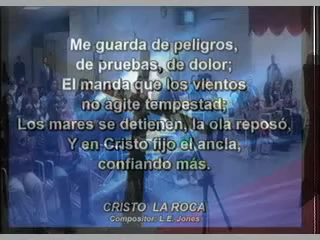 Me guarda de peligros,
de pruebas, de dolor;
El manda que los vientos
no agite tempestad;
Los mares se detienen, la ola reposó,
Y en Cristo fijo el ancla,
confiando más.
CRISTO LA ROCA
Compositor: L.E. Jones